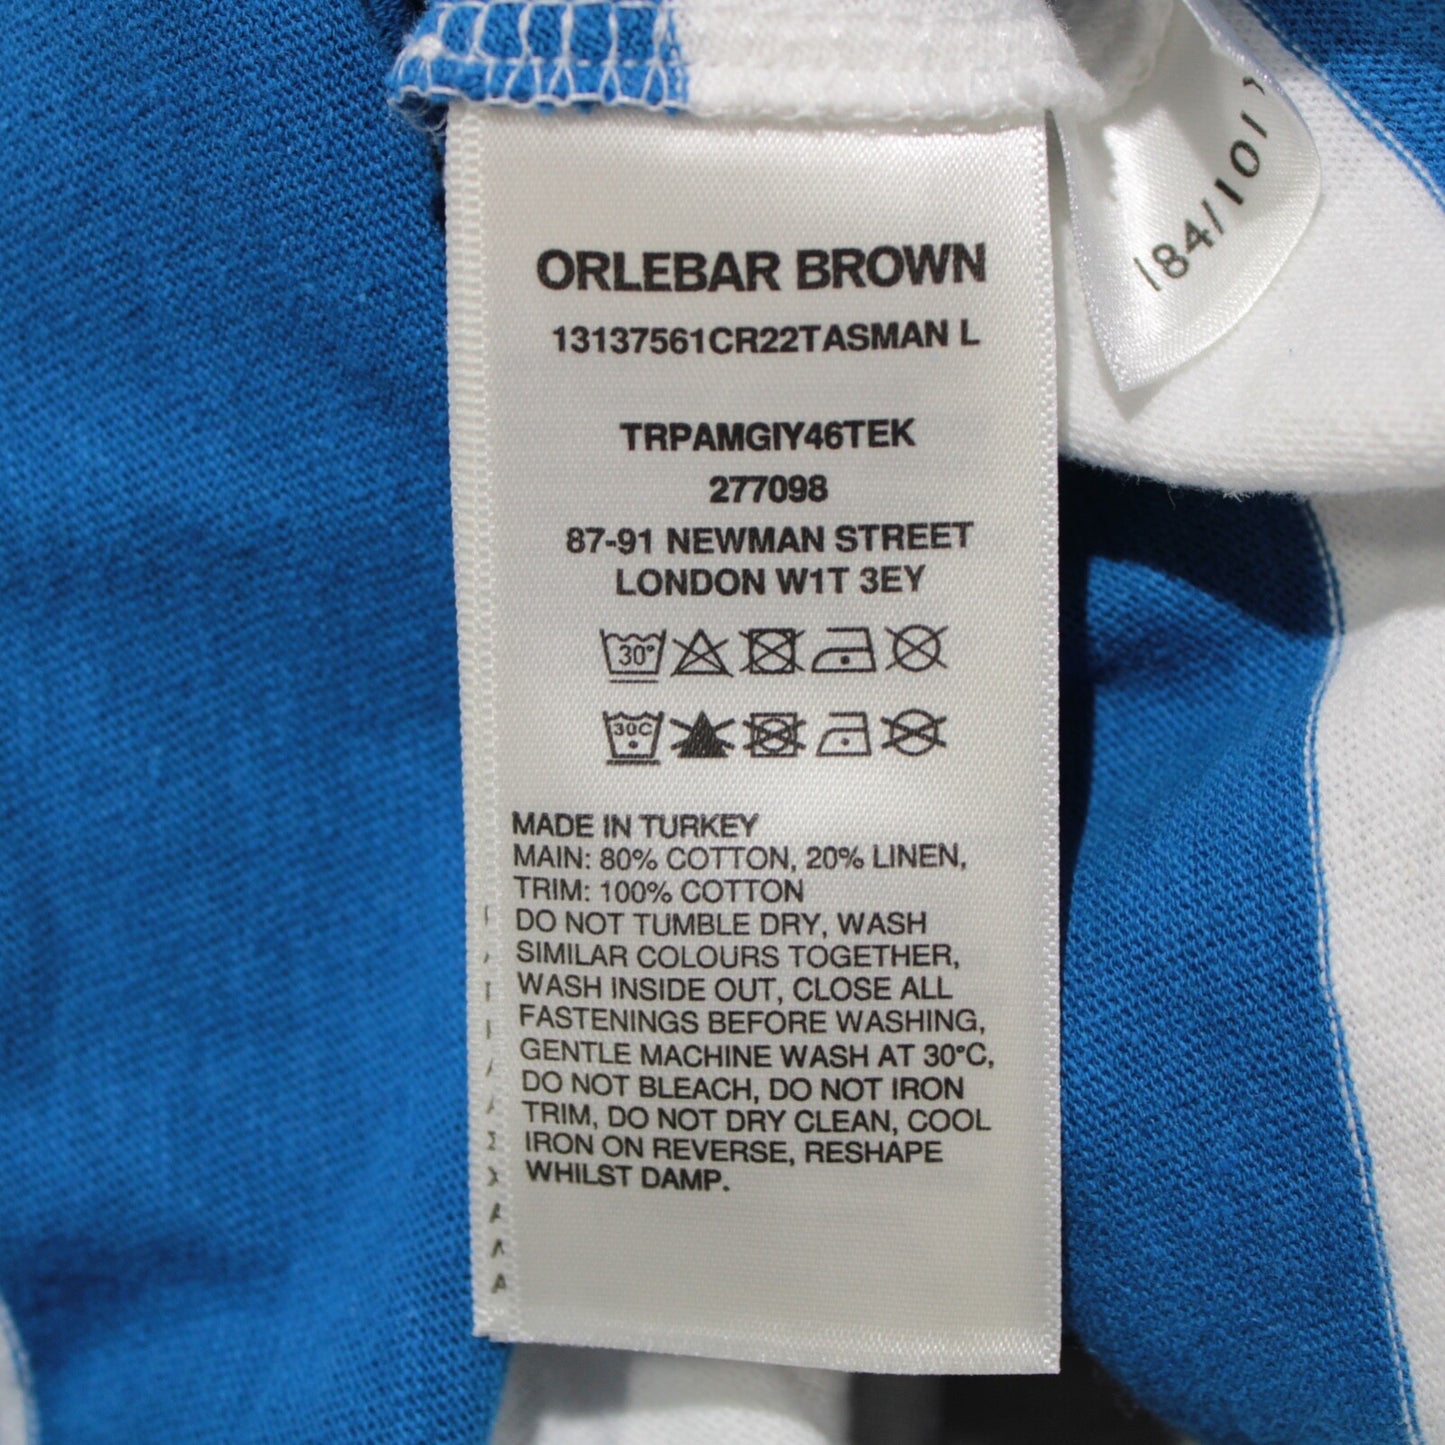 ORLEBAR BROWN
13137561CR22TASMAN L
TRPAMGIY46TEK
277098
87-91 NEWMAN STREET
LONDON W1T 3EY
30°
30C
MADE IN TURKEY
MAIN: 80% COTTON, 20% LINEN,
TRIM: 100% COTTON
DO NOT TUMBLE DRY, WASH
SIMILAR COLOURS TOGETHER,
WASH INSIDE OUT, CLOSE ALL
FASTENINGS BEFORE WASHING,
GENTLE MACHINE WASH AT 30°C,
DO NOT BLEACH, DO NOT IRON
TRIM, DO NOT DRY CLEAN, COOL
IRON ON REVERSE, RESHAPE
WHILST DAMP.
184/101